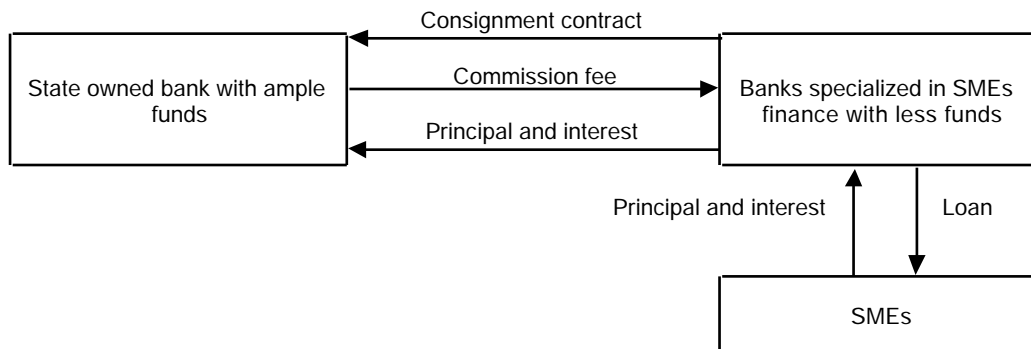 Consignment contract
State owned bank with ample
funds
Commission fee
Principal and interest
Banks specialized in SMEs
finance with less funds
Principal and interest
Loan
SMEs